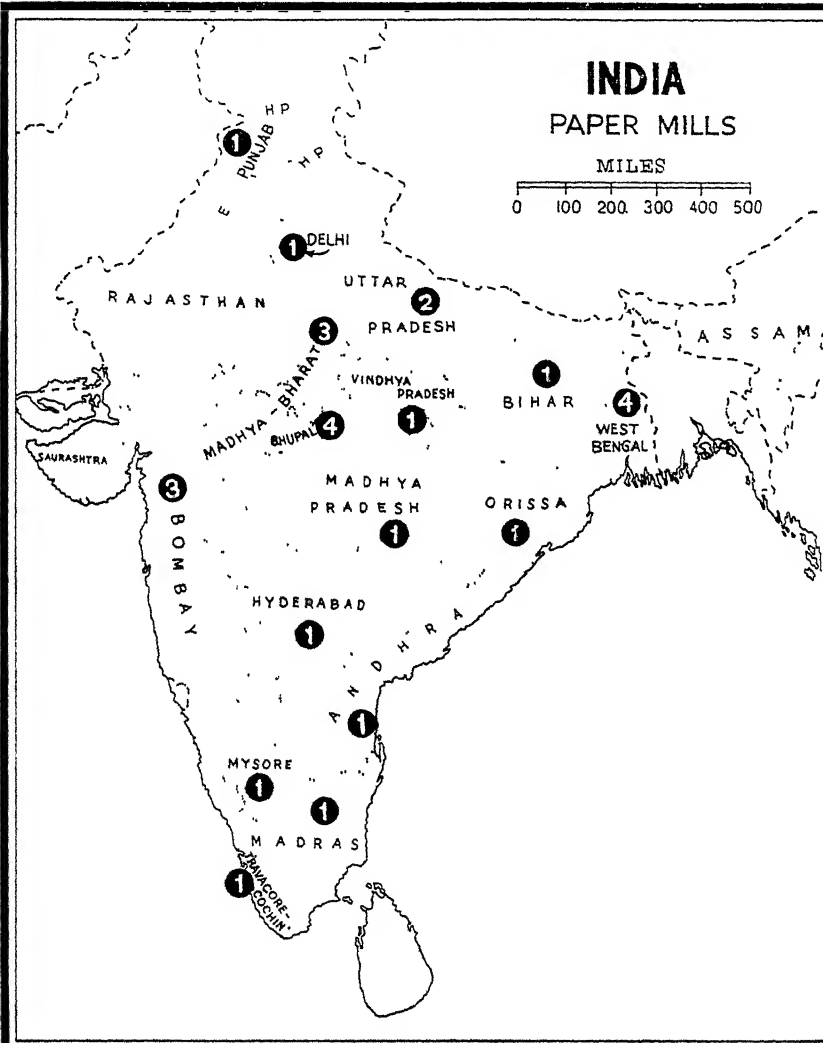 INDIA
PAPER MILLS
MILES
0 100 200. 300 400 500
HP
1
PUNJAB
HP
E
1 DELHI
UTTAR
2
PRADESH
RAJASTHAN
3
ASSAM
MADHYA-BHARAT
VINDHYA
PRADESH
1
1
BIHAR
4
WEST
BENGAL
BHUPAL 4
SAURASHTRA
3
BOMBAY
MADHYA
PRADESH
1
ORISSA
1
HYDERABAD
1
ANDHRA
1
MYSORE
1
1
MADRAS
1
TRAVACORE-
COCHIN